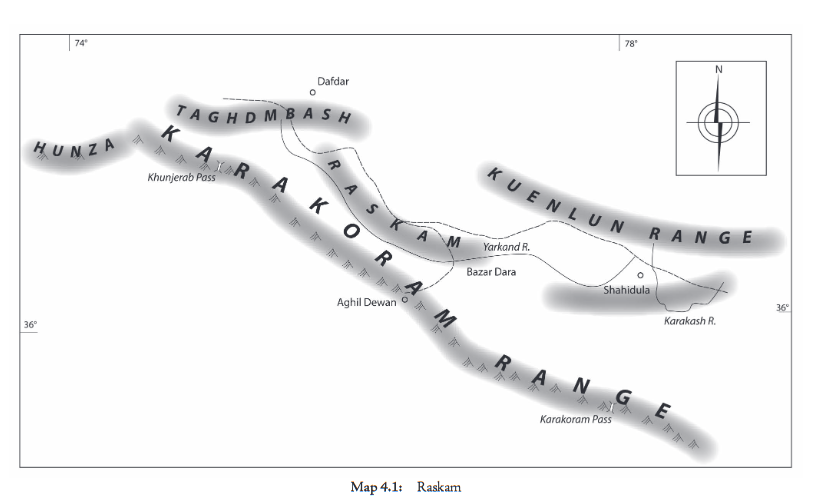 74°
78°
N
Dafdar
TAGHDMBASH
HUNZA
KARAKORAM RANGE
Khunjerab Pass
RASKAM
KUENLUN RANGE
Yarkand R.
Bazar Dara
Shahidula
Aghil Dewan
Karakash R.
36°
36°
Karakoram Pass
Map 4.1: Raskam